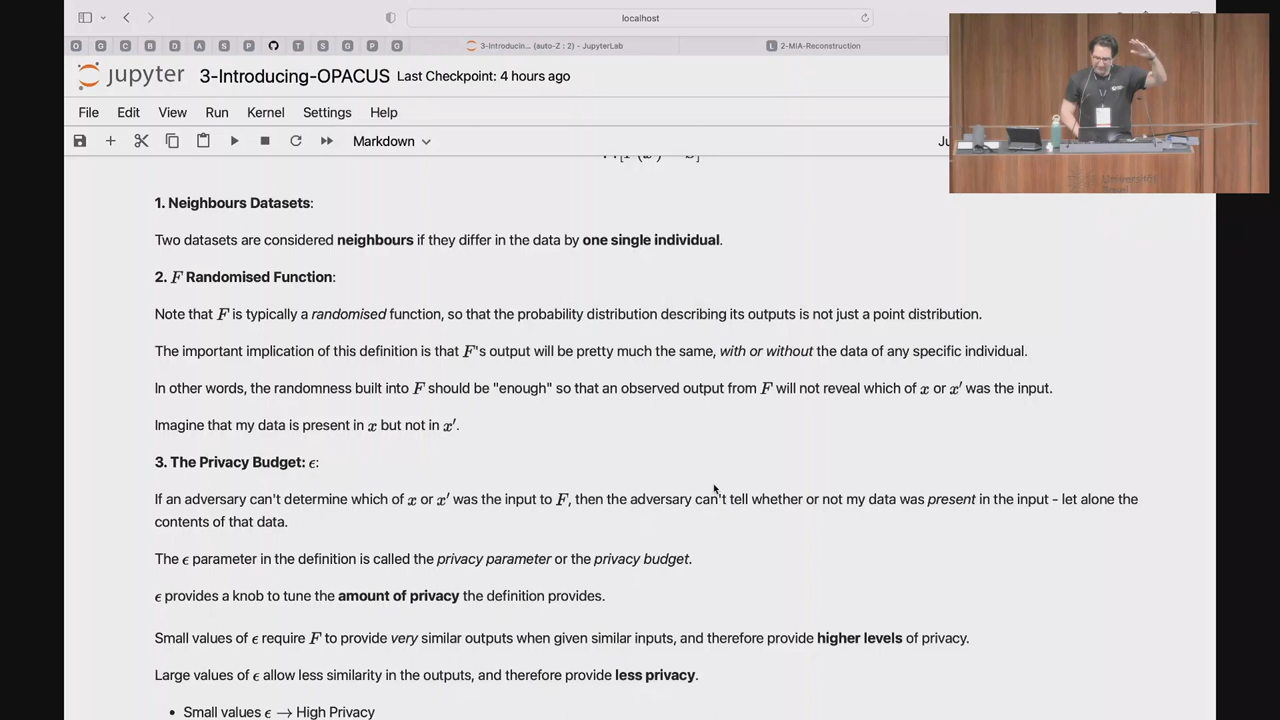 localhost
O G C B D A S P T S G P G
3-Introducin... (auto-Z : 2) - JupyterLab
L 2-MIA-Reconstruction
jupyter 3-Introducing-OPACUS Last Checkpoint: 4 hours ago
File Edit View Run Kernel Settings Help
Markdown
Ju
1. Neighbours Datasets:
Two datasets are considered neighbours if they differ in the data by one single individual.
2. F Randomised Function:
Note that F is typically a randomised function, so that the probability distribution describing its outputs is not just a point distribution.
The important implication of this definition is that F's output will be pretty much the same, with or without the data of any specific individual.
In other words, the randomness built into F should be "enough" so that an observed output from F will not reveal which of x or x′ was the input.
Imagine that my data is present in x but not in x′.
3. The Privacy Budget: ϵ:
If an adversary can't determine which of x or x′ was the input to F, then the adversary can't tell whether or not my data was present in the input - let alone the
contents of that data.
The ϵ parameter in the definition is called the privacy parameter or the privacy budget.
ϵ provides a knob to tune the amount of privacy the definition provides.
Small values of ϵ require F to provide very similar outputs when given similar inputs, and therefore provide higher levels of privacy.
Large values of ϵ allow less similarity in the outputs, and therefore provide less privacy.
• Small values ϵ → High Privacy